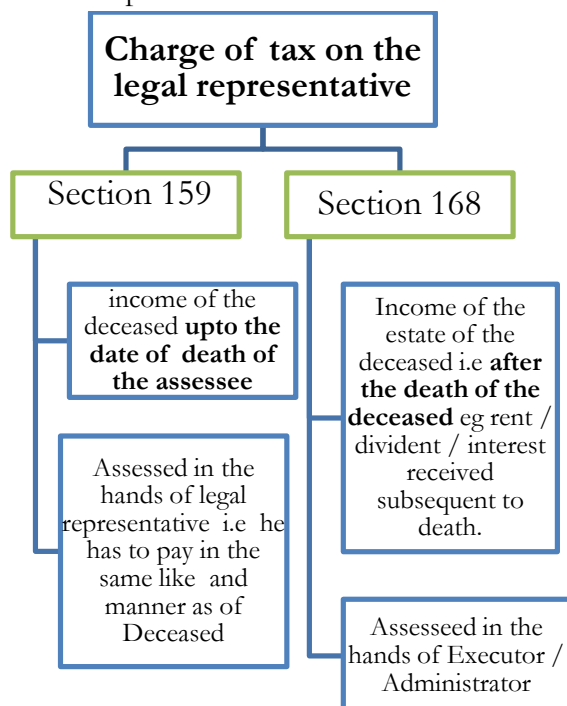 Charge of tax on the
legal representative
Section 159
income of the
deceased upto the
date of death of
the assessee
Assessed in the
hands of legal
representative i.e he
has to pay in the
same like and
manner as of
Deceased
Section 168
Income of the
estate of the
deceased i.e after
the death of the
deceased eg rent /
divident / interest
received
subsequent to
death.
Assesseed in the
hands of Executor /
Administrator